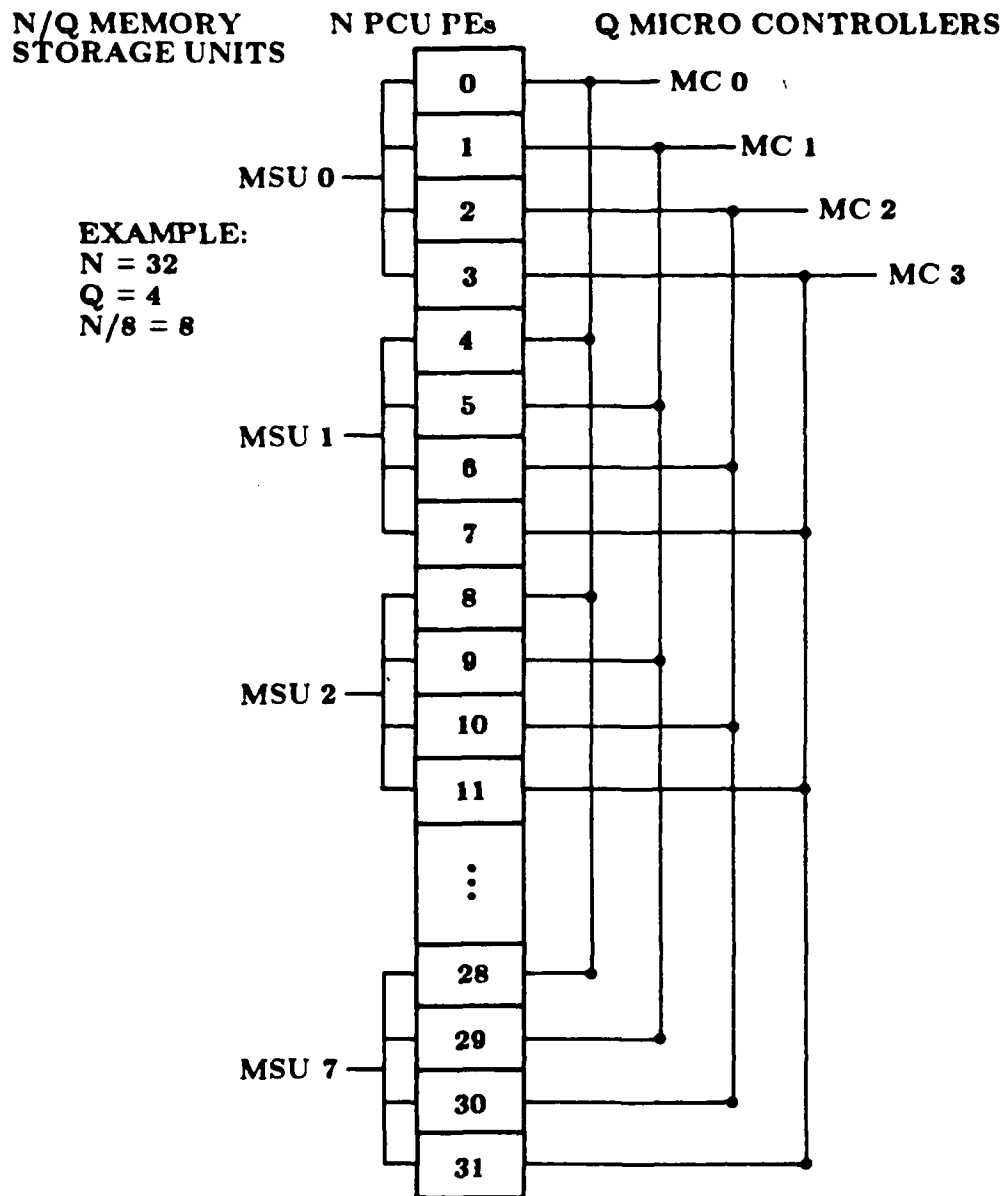 N/Q MEMORY
STORAGE UNITS
N PCU PEs
Q MICRO CONTROLLERS
0
MC 0
1
MC 1
MSU 0
2
MC 2
EXAMPLE:
N = 32
Q = 4
N/8 = 8
3
MC 3
4
5
MSU 1
6
7
8
9
MSU 2
10
11
⋮
28
29
MSU 7
30
31